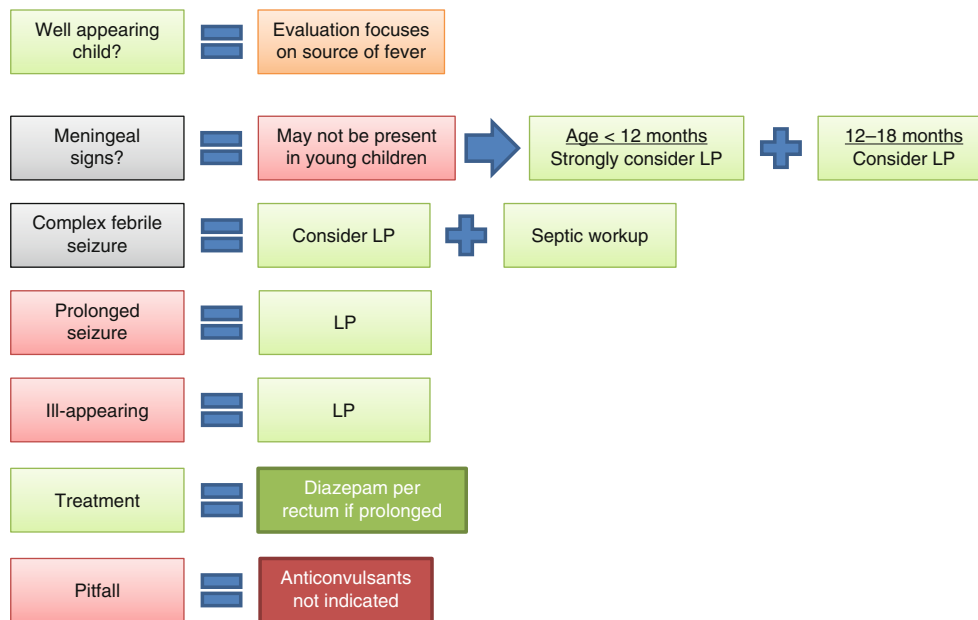 Well appearing
child?
Evaluation focuses
on source of fever
Meningeal
signs?
May not be present
in young children
Age < 12 months
Strongly consider LP
12–18 months
Consider LP
Complex febrile
seizure
Consider LP
Septic workup
Prolonged
seizure
LP
Ill-appearing
LP
Treatment
Diazepam per
rectum if prolonged
Pitfall
Anticonvulsants
not indicated